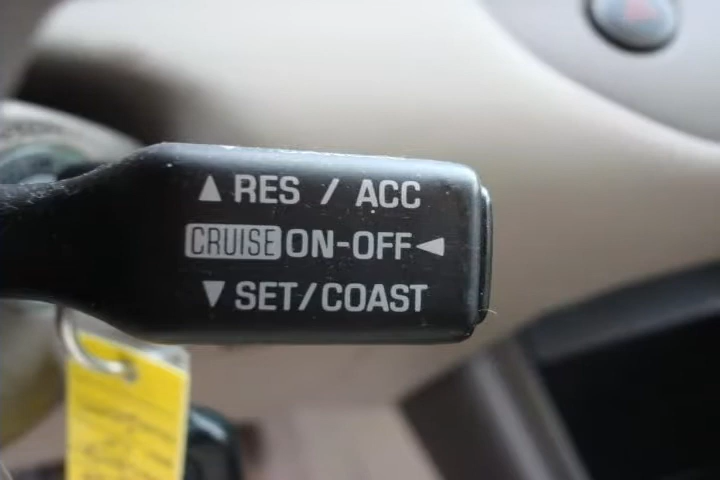 ▲ RES / ACC
CRUISE ON-OFF ◀
▼ SET/COAST